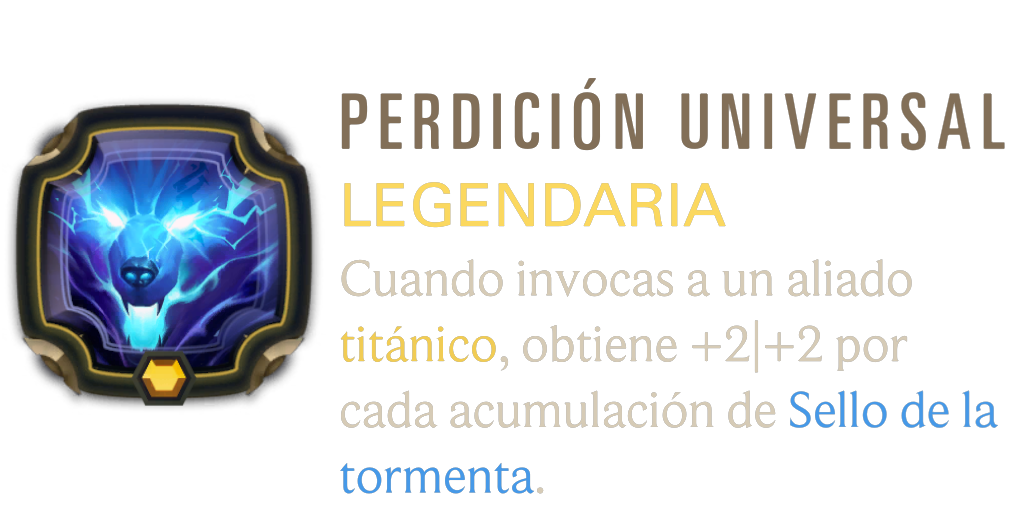 PERDICIÓN UNIVERSAL
LEGENDARIA
Cuando invocas a un aliado
titánico, obtiene +2|+2 por
cada acumulación de Sello de la
tormenta.